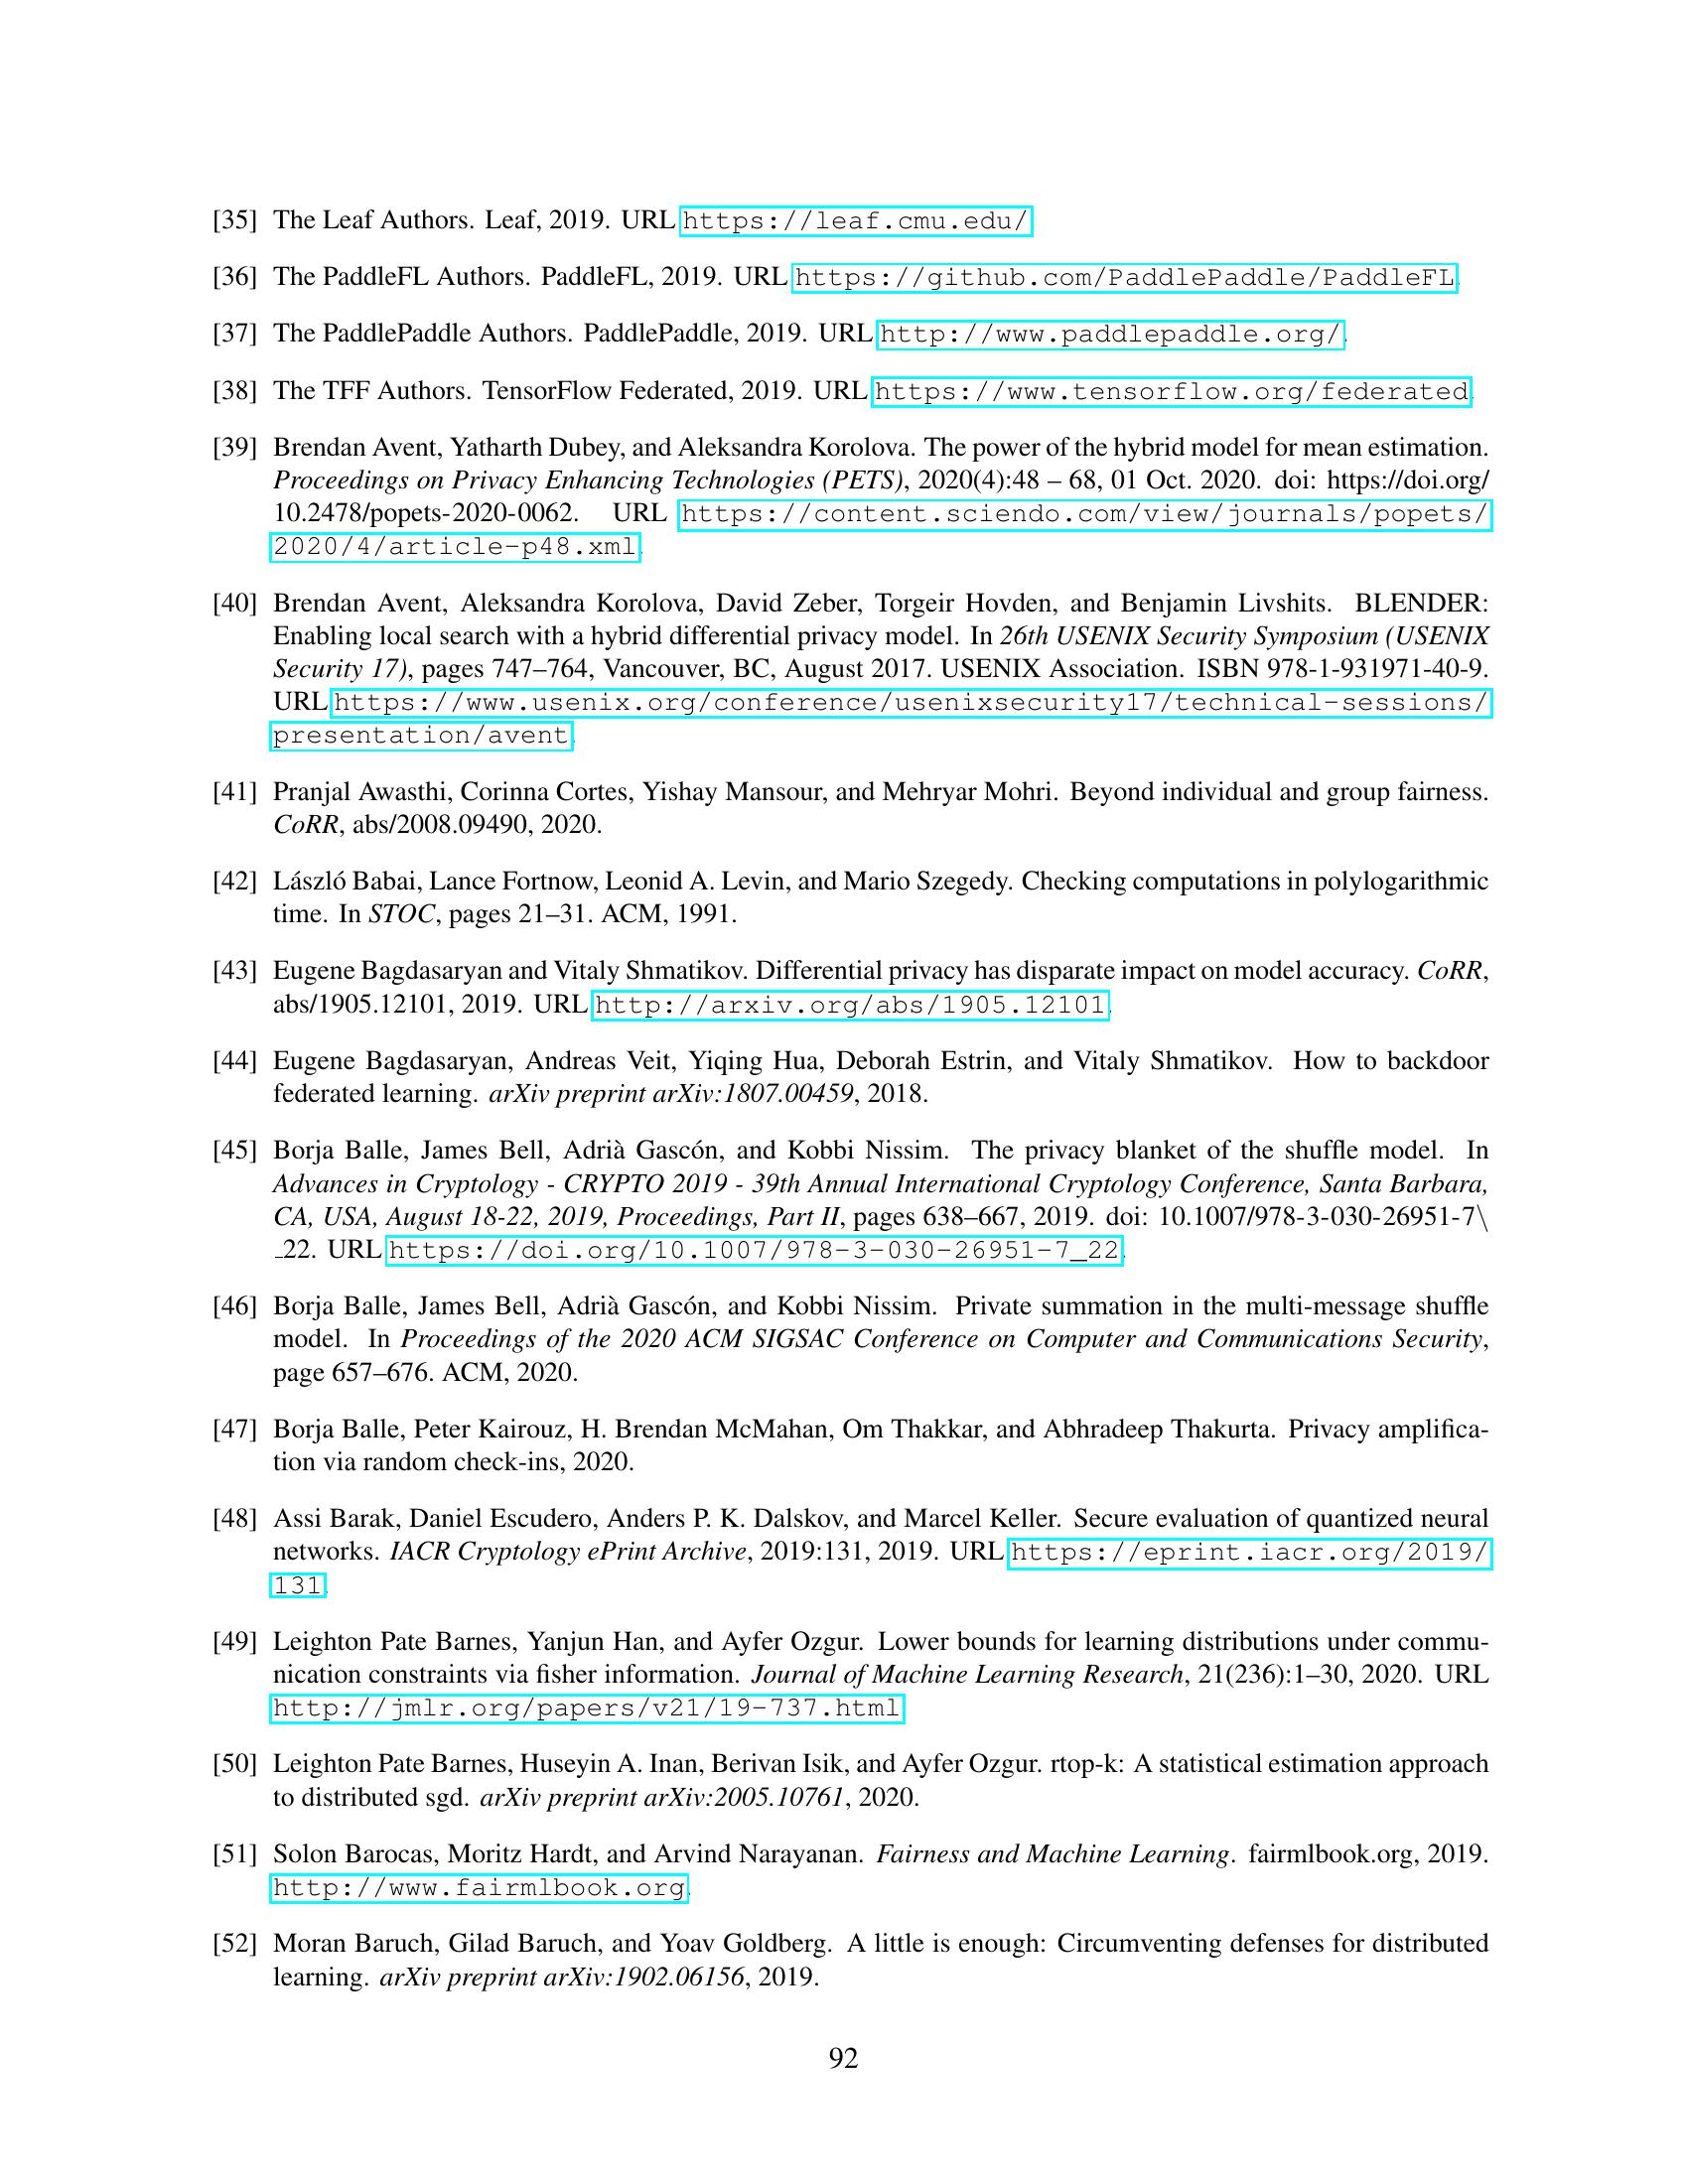 [35] The Leaf Authors. Leaf, 2019. URL https://leaf.cmu.edu/
[36] The PaddleFL Authors. PaddleFL, 2019. URL https://github.com/PaddlePaddle/PaddleFL.
[37] The PaddlePaddle Authors. PaddlePaddle, 2019. URL http://www.paddlepaddle.org/.
[38] The TFF Authors. TensorFlow Federated, 2019. URL https://www.tensorflow.org/federated.
[39] Brendan Avent, Yatharth Dubey, and Aleksandra Korolova. The power of the hybrid model for mean estimation.
Proceedings on Privacy Enhancing Technologies (PETS), 2020(4):48 – 68, 01 Oct. 2020. doi: https://doi.org/
10.2478/popets-2020-0062. URL https://content.sciendo.com/view/journals/popets/
2020/4/article-p48.xml.
[40] Brendan Avent, Aleksandra Korolova, David Zeber, Torgeir Hovden, and Benjamin Livshits. BLENDER:
Enabling local search with a hybrid differential privacy model. In 26th USENIX Security Symposium (USENIX
Security 17), pages 747–764, Vancouver, BC, August 2017. USENIX Association. ISBN 978-1-931971-40-9.
URL https://www.usenix.org/conference/usenixsecurity17/technical-sessions/
presentation/avent.
[41] Pranjal Awasthi, Corinna Cortes, Yishay Mansour, and Mehryar Mohri. Beyond individual and group fairness.
CoRR, abs/2008.09490, 2020.
[42] László Babai, Lance Fortnow, Leonid A. Levin, and Mario Szegedy. Checking computations in polylogarithmic
time. In STOC, pages 21–31. ACM, 1991.
[43] Eugene Bagdasaryan and Vitaly Shmatikov. Differential privacy has disparate impact on model accuracy. CoRR,
abs/1905.12101, 2019. URL http://arxiv.org/abs/1905.12101.
[44] Eugene Bagdasaryan, Andreas Veit, Yiqing Hua, Deborah Estrin, and Vitaly Shmatikov. How to backdoor
federated learning. arXiv preprint arXiv:1807.00459, 2018.
[45] Borja Balle, James Bell, Adrià Gascón, and Kobbi Nissim. The privacy blanket of the shuffle model. In
Advances in Cryptology - CRYPTO 2019 - 39th Annual International Cryptology Conference, Santa Barbara,
CA, USA, August 18-22, 2019, Proceedings, Part II, pages 638–667, 2019. doi: 10.1007/978-3-030-26951-7\
_22. URL https://doi.org/10.1007/978-3-030-26951-7_22.
[46] Borja Balle, James Bell, Adrià Gascón, and Kobbi Nissim. Private summation in the multi-message shuffle
model. In Proceedings of the 2020 ACM SIGSAC Conference on Computer and Communications Security,
page 657–676. ACM, 2020.
[47] Borja Balle, Peter Kairouz, H. Brendan McMahan, Om Thakkar, and Abhradeep Thakurta. Privacy amplifica-
tion via random check-ins, 2020.
[48] Assi Barak, Daniel Escudero, Anders P. K. Dalskov, and Marcel Keller. Secure evaluation of quantized neural
networks. IACR Cryptology ePrint Archive, 2019:131, 2019. URL https://eprint.iacr.org/2019/
131.
[49] Leighton Pate Barnes, Yanjun Han, and Ayfer Ozgur. Lower bounds for learning distributions under commu-
nication constraints via fisher information. Journal of Machine Learning Research, 21(236):1–30, 2020. URL
http://jmlr.org/papers/v21/19-737.html
[50] Leighton Pate Barnes, Huseyin A. Inan, Berivan Isik, and Ayfer Ozgur. rtop-k: A statistical estimation approach
to distributed sgd. arXiv preprint arXiv:2005.10761, 2020.
[51] Solon Barocas, Moritz Hardt, and Arvind Narayanan. Fairness and Machine Learning. fairmlbook.org, 2019.
http://www.fairmlbook.org.
[52] Moran Baruch, Gilad Baruch, and Yoav Goldberg. A little is enough: Circumventing defenses for distributed
learning. arXiv preprint arXiv:1902.06156, 2019.
92